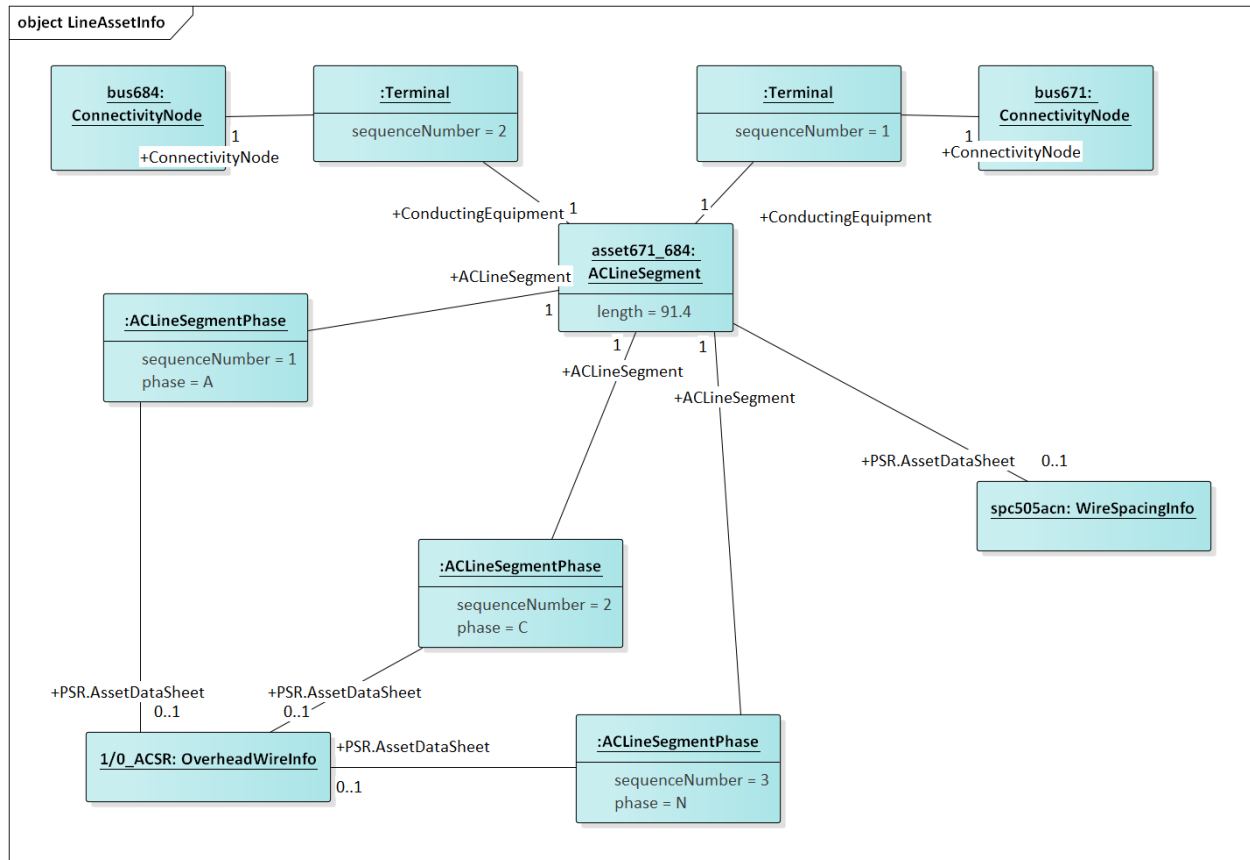 object LineAssetInfo
bus684:
ConnectivityNode
1
+ConnectivityNode
:Terminal
sequenceNumber = 2
:Terminal
sequenceNumber = 1
bus671:
ConnectivityNode
1
+ConnectivityNode
+ConductingEquipment
1
1
+ConductingEquipment
asset671_684:
ACLineSegment
length = 91.4
+ACLineSegment
1
:ACLineSegmentPhase
sequenceNumber = 1
phase = A
1
+ACLineSegment
1
+ACLineSegment
+PSR.AssetDataSheet
0..1
spc505acn: WireSpacingInfo
:ACLineSegmentPhase
sequenceNumber = 2
phase = C
+PSR.AssetDataSheet
0..1
+PSR.AssetDataSheet
0..1
1/0_ACSR: OverheadWireInfo
+PSR.AssetDataSheet
0..1
:ACLineSegmentPhase
sequenceNumber = 3
phase = N